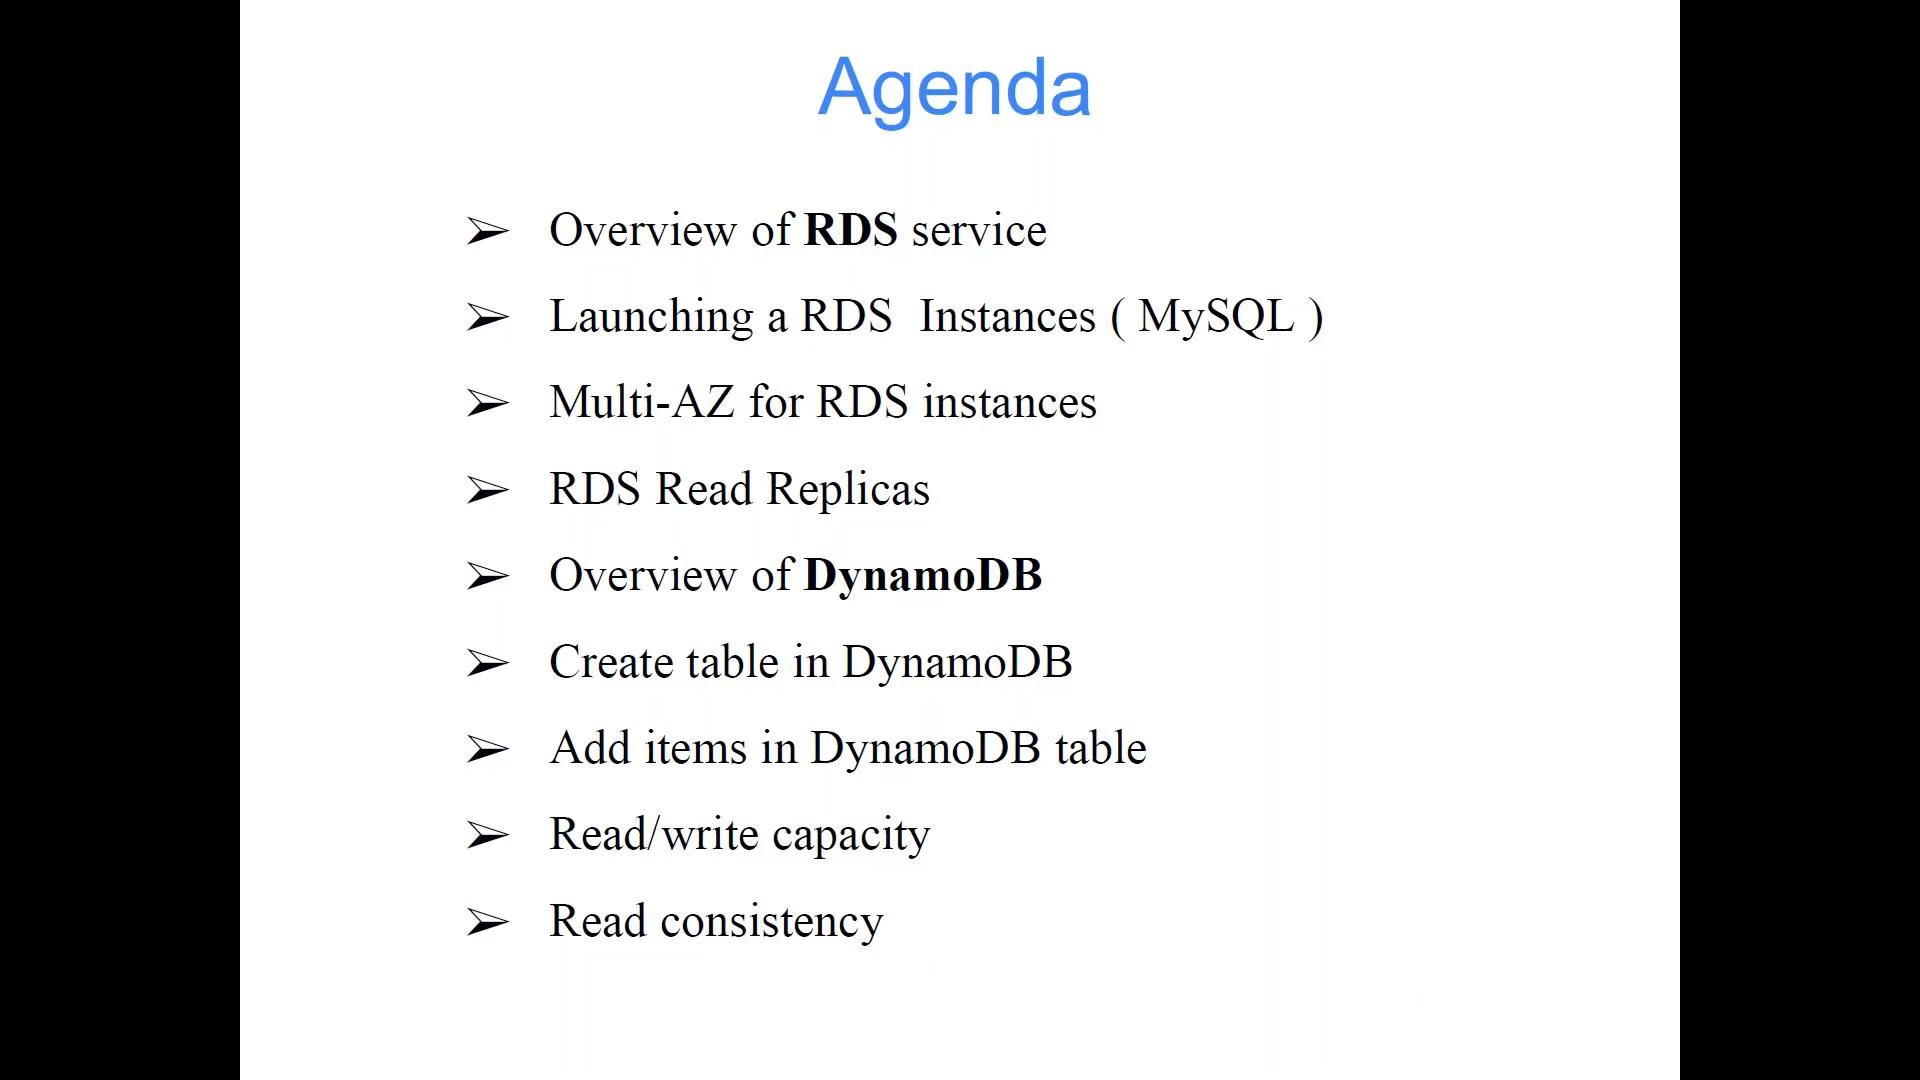 Agenda
➢ Overview of RDS service
➢ Launching a RDS  Instances ( MySQL )
➢ Multi-AZ for RDS instances
➢ RDS Read Replicas
➢ Overview of DynamoDB
➢ Create table in DynamoDB
➢ Add items in DynamoDB table
➢ Read/write capacity
➢ Read consistency